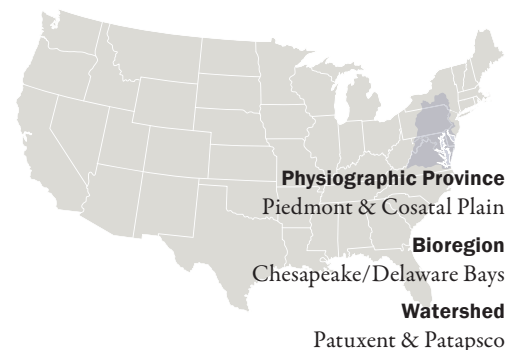 Physiographic Province
Piedmont & Cosatal Plain
Bioregion
Chesapeake/Delaware Bays
Watershed
Patuxent & Patapsco